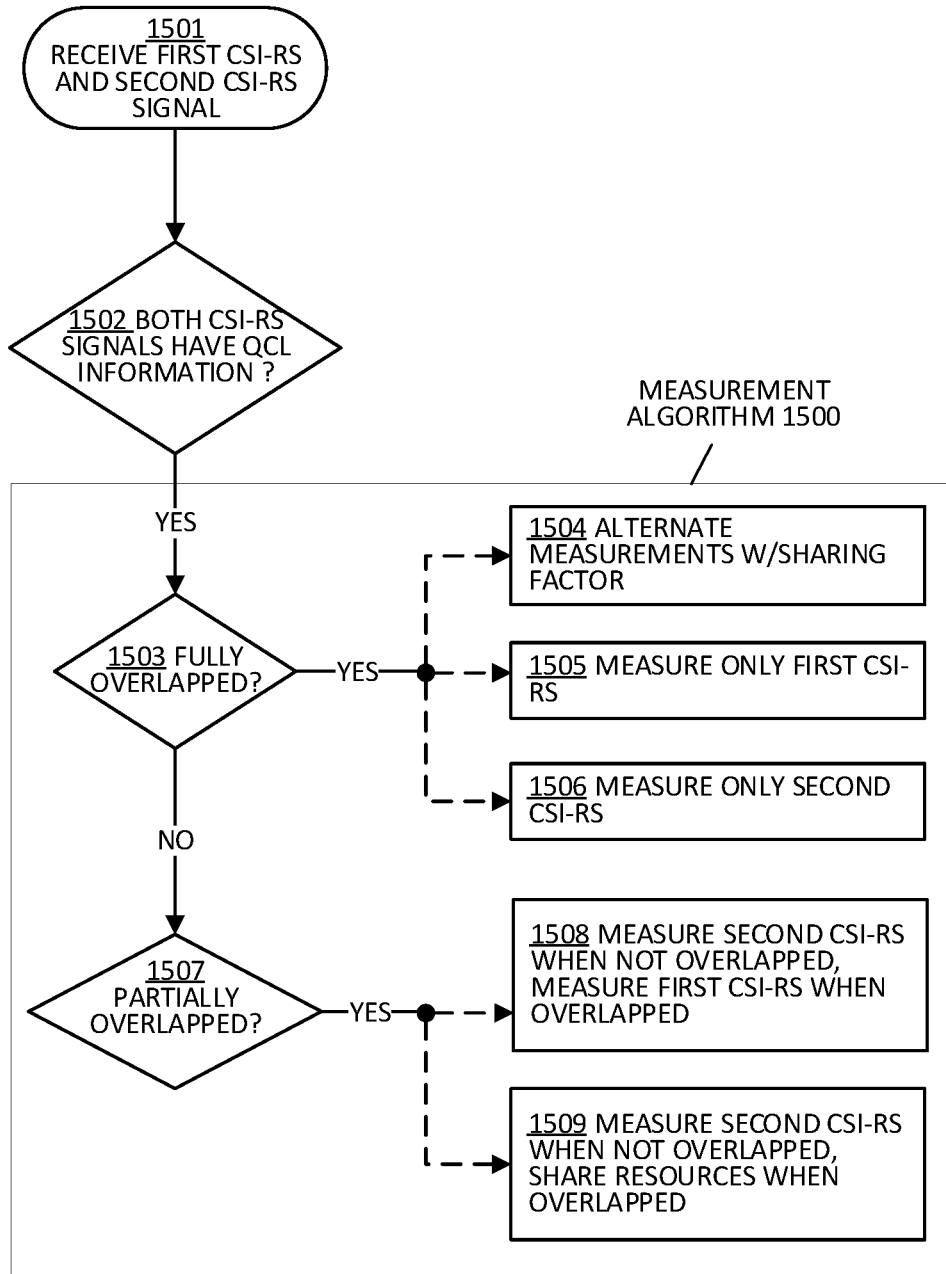 1501
RECEIVE FIRST CSI-RS
AND SECOND CSI-RS
SIGNAL
1502 BOTH CSI-RS
SIGNALS HAVE QCL
INFORMATION ?
MEASUREMENT
ALGORITHM 1500
YES
1503 FULLY
OVERLAPPED?
YES
1504 ALTERNATE
MEASUREMENTS W/SHARING
FACTOR
1505 MEASURE ONLY FIRST CSI-
RS
1506 MEASURE ONLY SECOND
CSI-RS
NO
1507
PARTIALLY
OVERLAPPED?
YES
1508 MEASURE SECOND CSI-RS
WHEN NOT OVERLAPPED,
MEASURE FIRST CSI-RS WHEN
OVERLAPPED
1509 MEASURE SECOND CSI-RS
WHEN NOT OVERLAPPED,
SHARE RESOURCES WHEN
OVERLAPPED